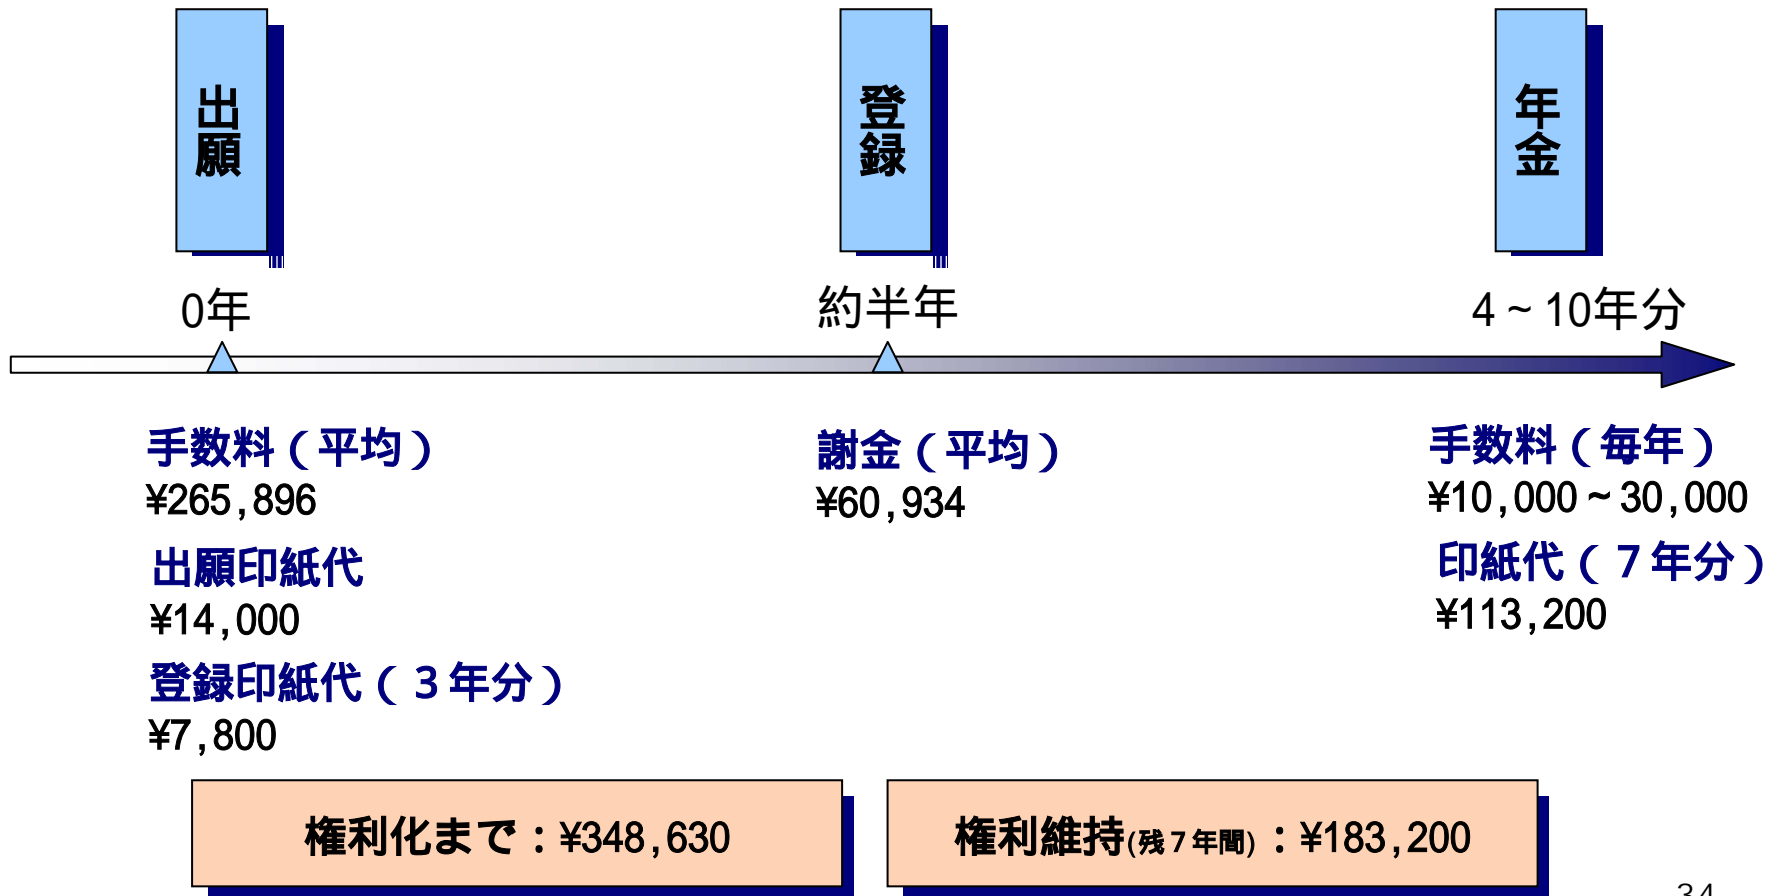 出願
登録
年金
0年
約半年
4～10年分
手数料（平均）
¥265,896
出願印紙代
¥14,000
登録印紙代（３年分）
¥7,800
謝金（平均）
¥60,934
手数料（毎年）
¥10,000～30,000
印紙代（７年分）
¥113,200
権利化まで：¥348,630
権利維持(残７年間)：¥183,200
34